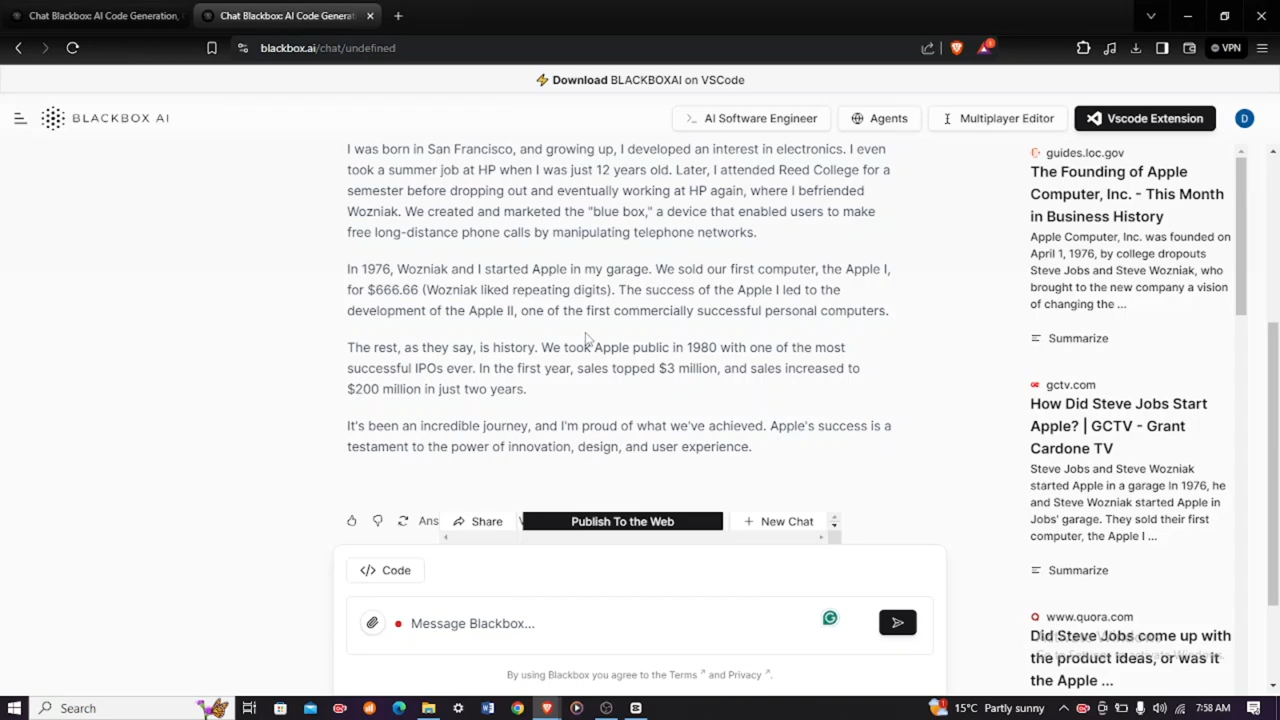 Chat Blackbox: AI Code Generation,
Chat Blackbox: AI Code Generat
blackbox.ai/chat/undefined
VPN
Download BLACKBOXAI on VSCode
BLACKBOX AI
AI Software Engineer
Agents
Multiplayer Editor
Vscode Extension
D
I was born in San Francisco, and growing up, I developed an interest in electronics. I even
took a summer job at HP when I was just 12 years old. Later, I attended Reed College for a
semester before dropping out and eventually working at HP again, where I befriended
Wozniak. We created and marketed the "blue box," a device that enabled users to make
free long-distance phone calls by manipulating telephone networks.
In 1976, Wozniak and I started Apple in my garage. We sold our first computer, the Apple I,
for $666.66 (Wozniak liked repeating digits). The success of the Apple I led to the
development of the Apple II, one of the first commercially successful personal computers.
The rest, as they say, is history. We took Apple public in 1980 with one of the most
successful IPOs ever. In the first year, sales topped $3 million, and sales increased to
$200 million in just two years.
It's been an incredible journey, and I'm proud of what we've achieved. Apple's success is a
testament to the power of innovation, design, and user experience.
Ans
Share
Publish To the Web
+ New Chat
</> Code
Message Blackbox...
By using Blackbox you agree to the Terms ↗ and Privacy ↗.
guides.loc.gov
The Founding of Apple
Computer, Inc. - This Month
in Business History
Apple Computer, Inc. was founded on
April 1, 1976, by college dropouts
Steve Jobs and Steve Wozniak, who
brought to the new company a vision
of changing the ...
Summarize
gctv.com
How Did Steve Jobs Start
Apple? | GCTV - Grant
Cardone TV
Steve Jobs and Steve Wozniak
started Apple in a garage In 1976, he
and Steve Wozniak started Apple in
Jobs' garage. They sold their first
computer, the Apple I ...
Summarize
www.quora.com
Did Steve Jobs come up with
the product ideas, or was it
the Apple ...
Activate Windows
Go to Settings to activate Windows.
Search
15°C Partly sunny
7:58 AM